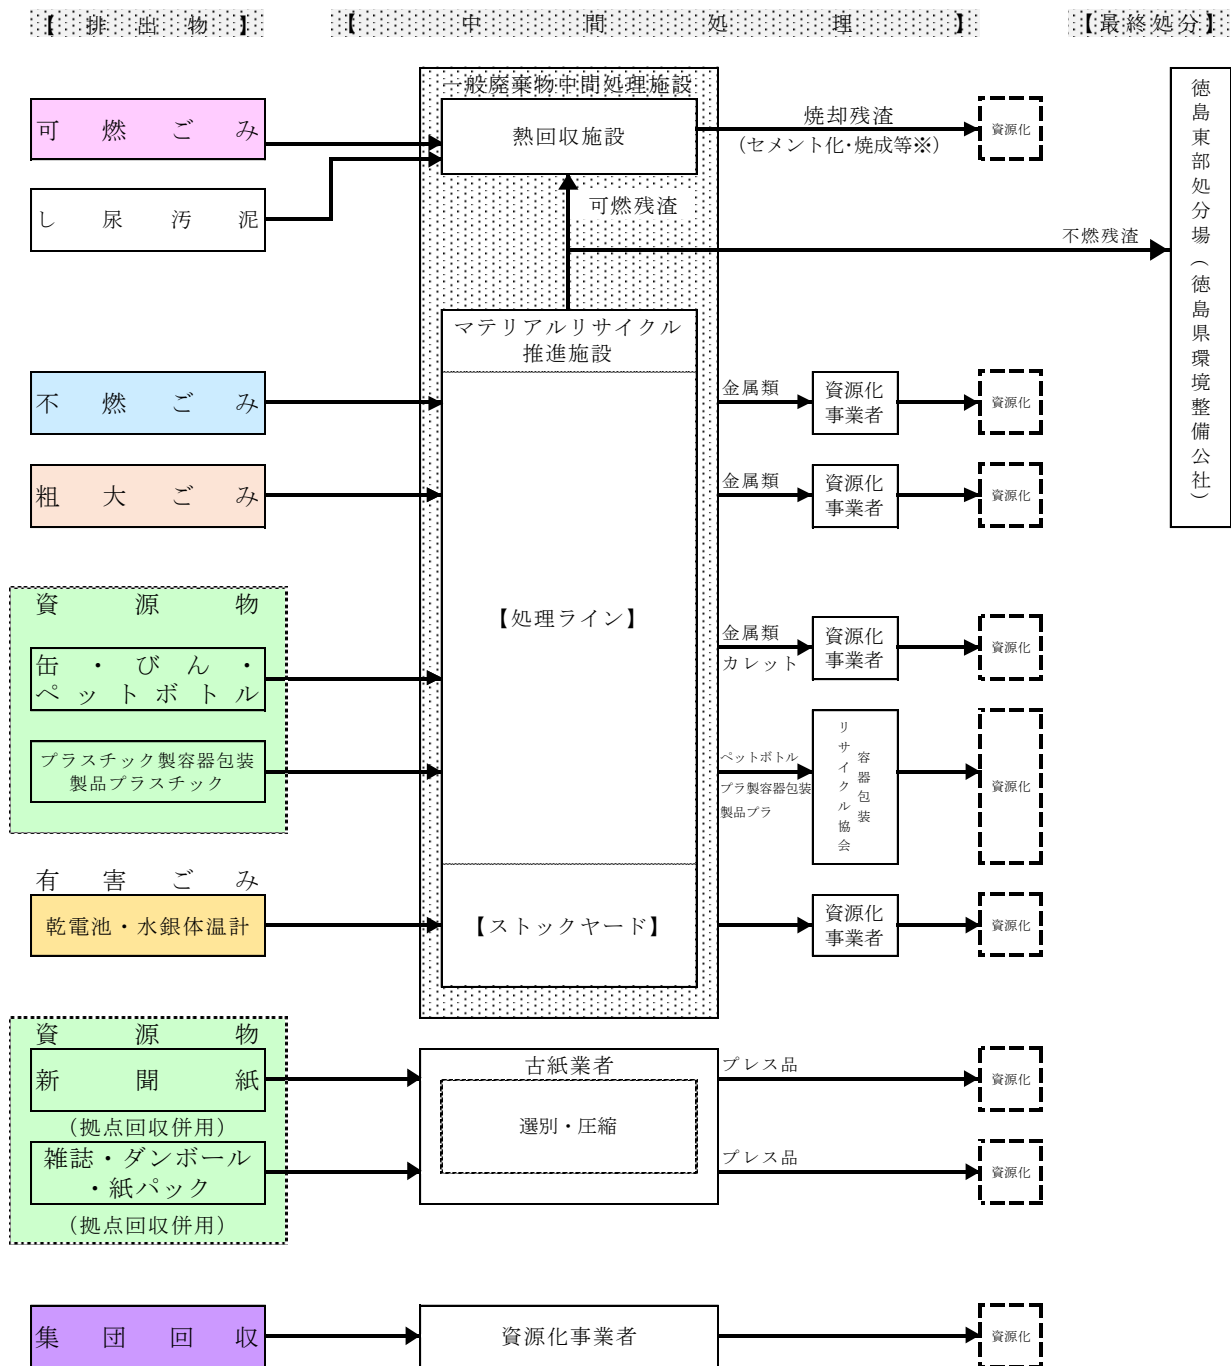 【排出物】
【中間処理】
【最終処分】
一般廃棄物中間処理施設
可燃ごみ
熱回収施設
焼却残渣
（セメント化・焼成等※）
資源化
し尿汚泥
可燃残渣
不燃残渣
徳島東部処分場（徳島県環境整備公社）
マテリアルリサイクル
推進施設
不燃ごみ
金属類
資源化
事業者
資源化
粗大ごみ
金属類
資源化
事業者
資源化
資源物
【処理ライン】
缶・びん・
ペットボトル
金属類
カレット
資源化
事業者
資源化
プラスチック製容器包装
製品プラスチック
ペットボトル
プラ製容器包装
製品プラ
容器包装
リサイクル協会
資源化
有害ごみ
乾電池・水銀体温計
【ストックヤード】
資源化
事業者
資源化
資源物
新聞紙
（拠点回収併用）
古紙業者
選別・圧縮
プレス品
資源化
雑誌・ダンボール
・紙パック
（拠点回収併用）
プレス品
資源化
集団回収
資源化事業者
資源化